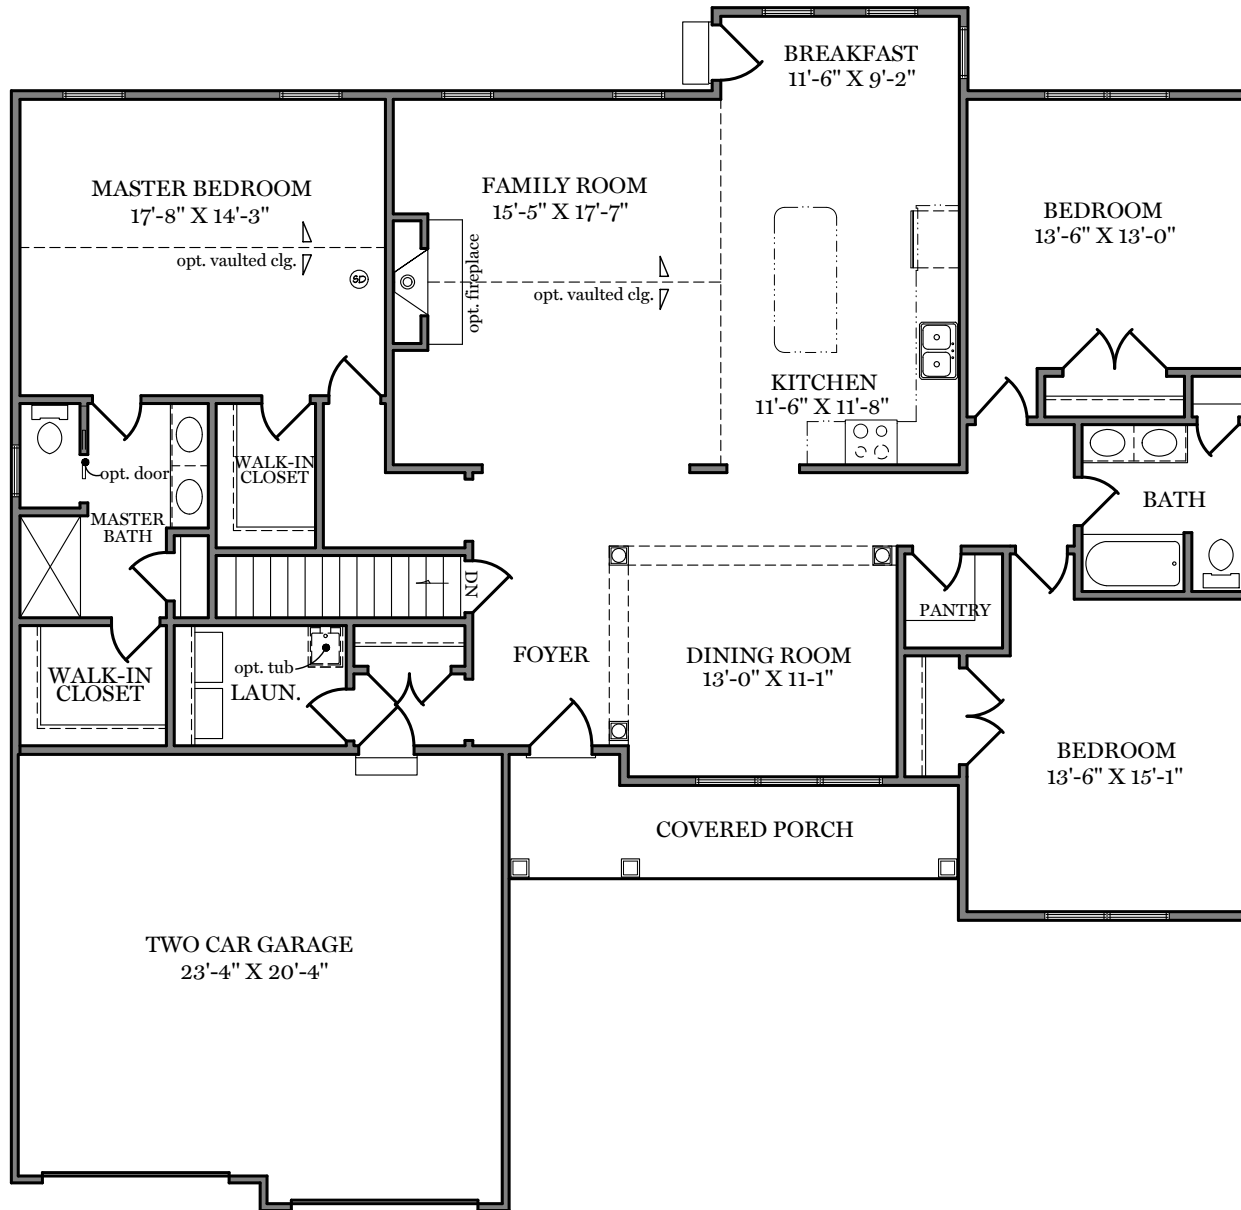 BREAKFAST
11'-6" X 9'-2"
MASTER BEDROOM
17'-8" X 14'-3"
opt. vaulted clg.
SD
FAMILY ROOM
15'-5" X 17'-7"
opt. fireplace
opt. vaulted clg.
BEDROOM
13'-6" X 13'-0"
KITCHEN
11'-6" X 11'-8"
WALK-IN
CLOSET
opt. door
MASTER
BATH
BATH
DN
PANTRY
WALK-IN
CLOSET
opt. tub
LAUN.
FOYER
DINING ROOM
13'-0" X 11-1"
BEDROOM
13'-6" X 15'-1"
COVERED PORCH
TWO CAR GARAGE
23'-4" X 20'-4"